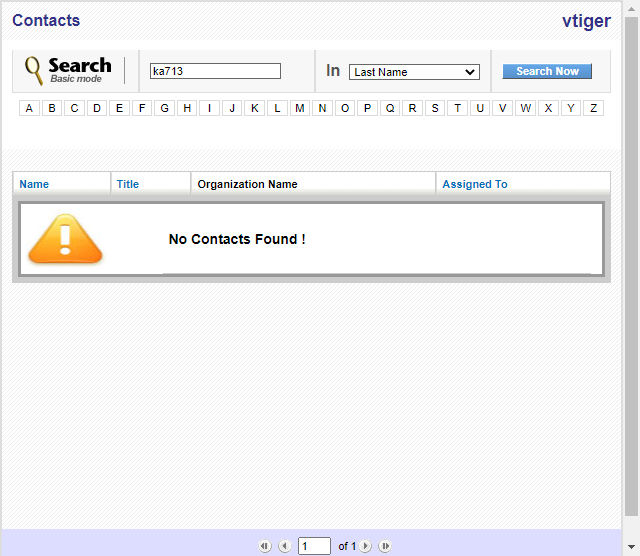 Contacts vtiger
Search
Basic mode
ka713 In Last Name Search Now
A B C D E F G H I J K L M N O P Q R S T U V W X Y Z
Name Title Organization Name Assigned To
No Contacts Found !
1 of 1